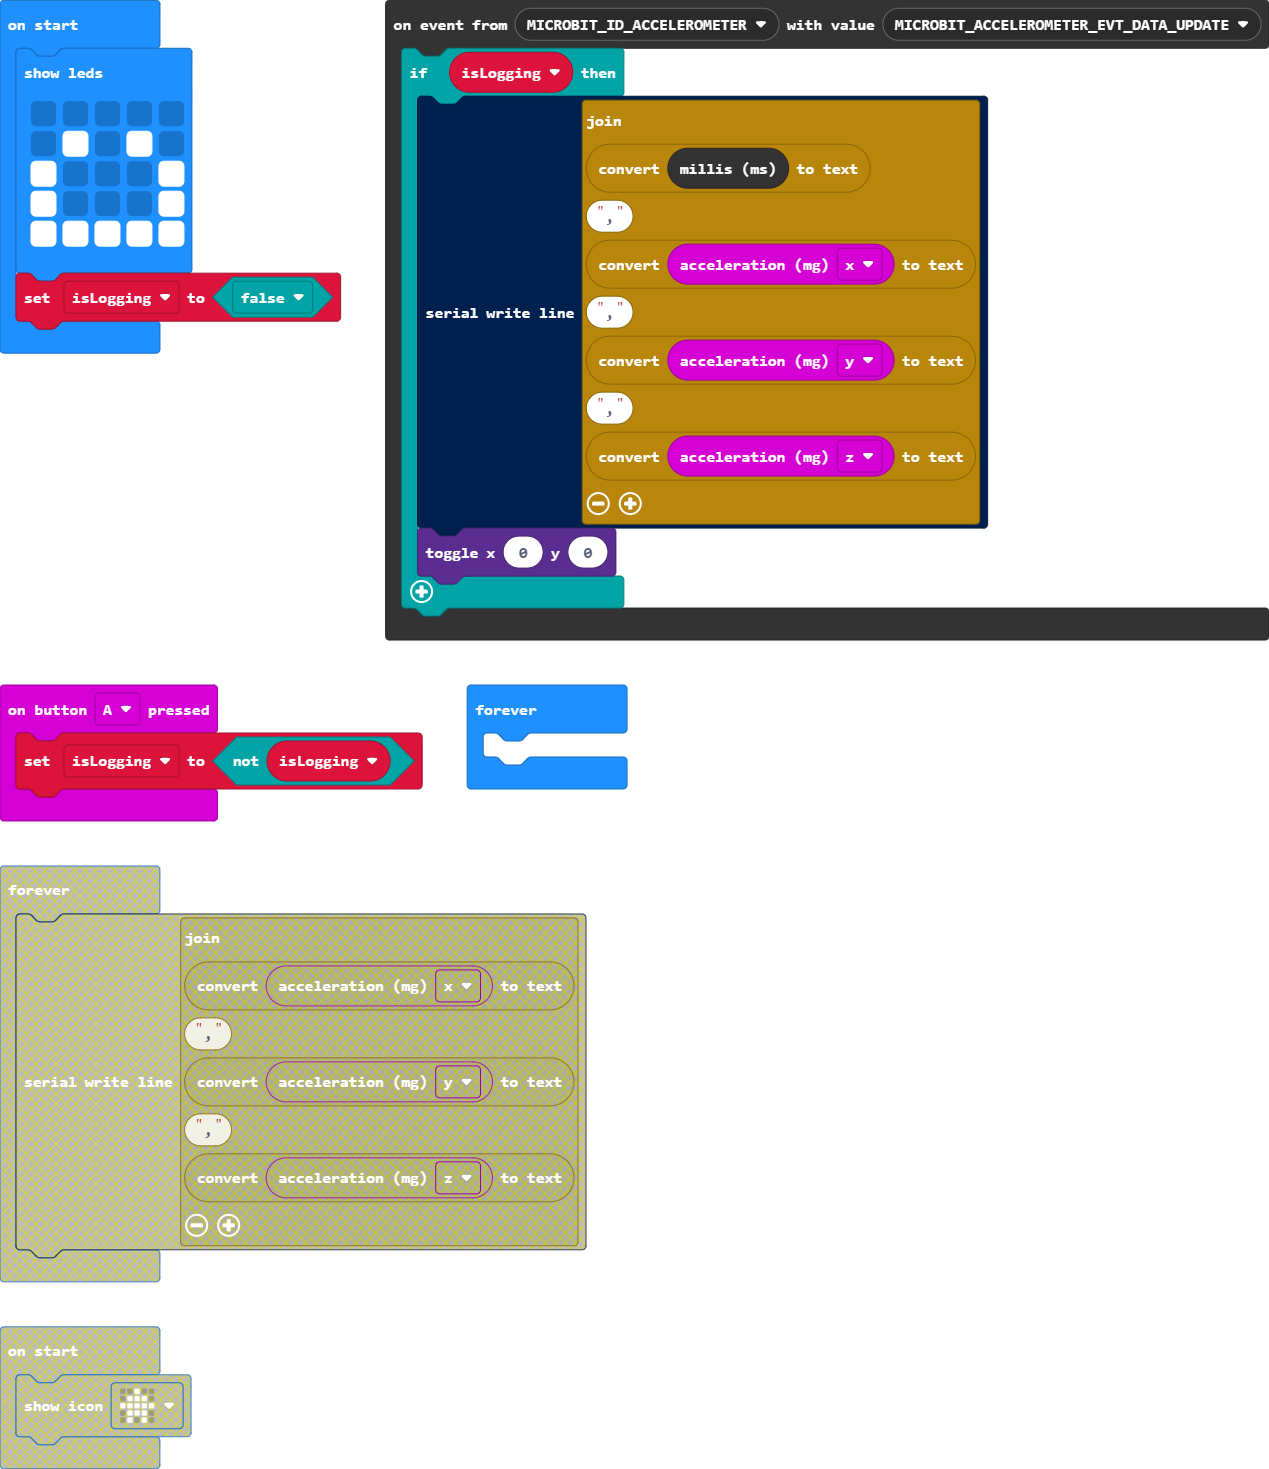 on start
show leds
set isLogging to false
on event from MICROBIT_ID_ACCELEROMETER with value MICROBIT_ACCELEROMETER_EVT_DATA_UPDATE
if isLogging then
serial write line
join
convert millis (ms) to text
","
convert acceleration (mg) x to text
","
convert acceleration (mg) y to text
","
convert acceleration (mg) z to text
toggle x 0 y 0
on button A pressed
set isLogging to not isLogging
forever
forever
serial write line
join
convert acceleration (mg) x to text
","
convert acceleration (mg) y to text
","
convert acceleration (mg) z to text
on start
show icon